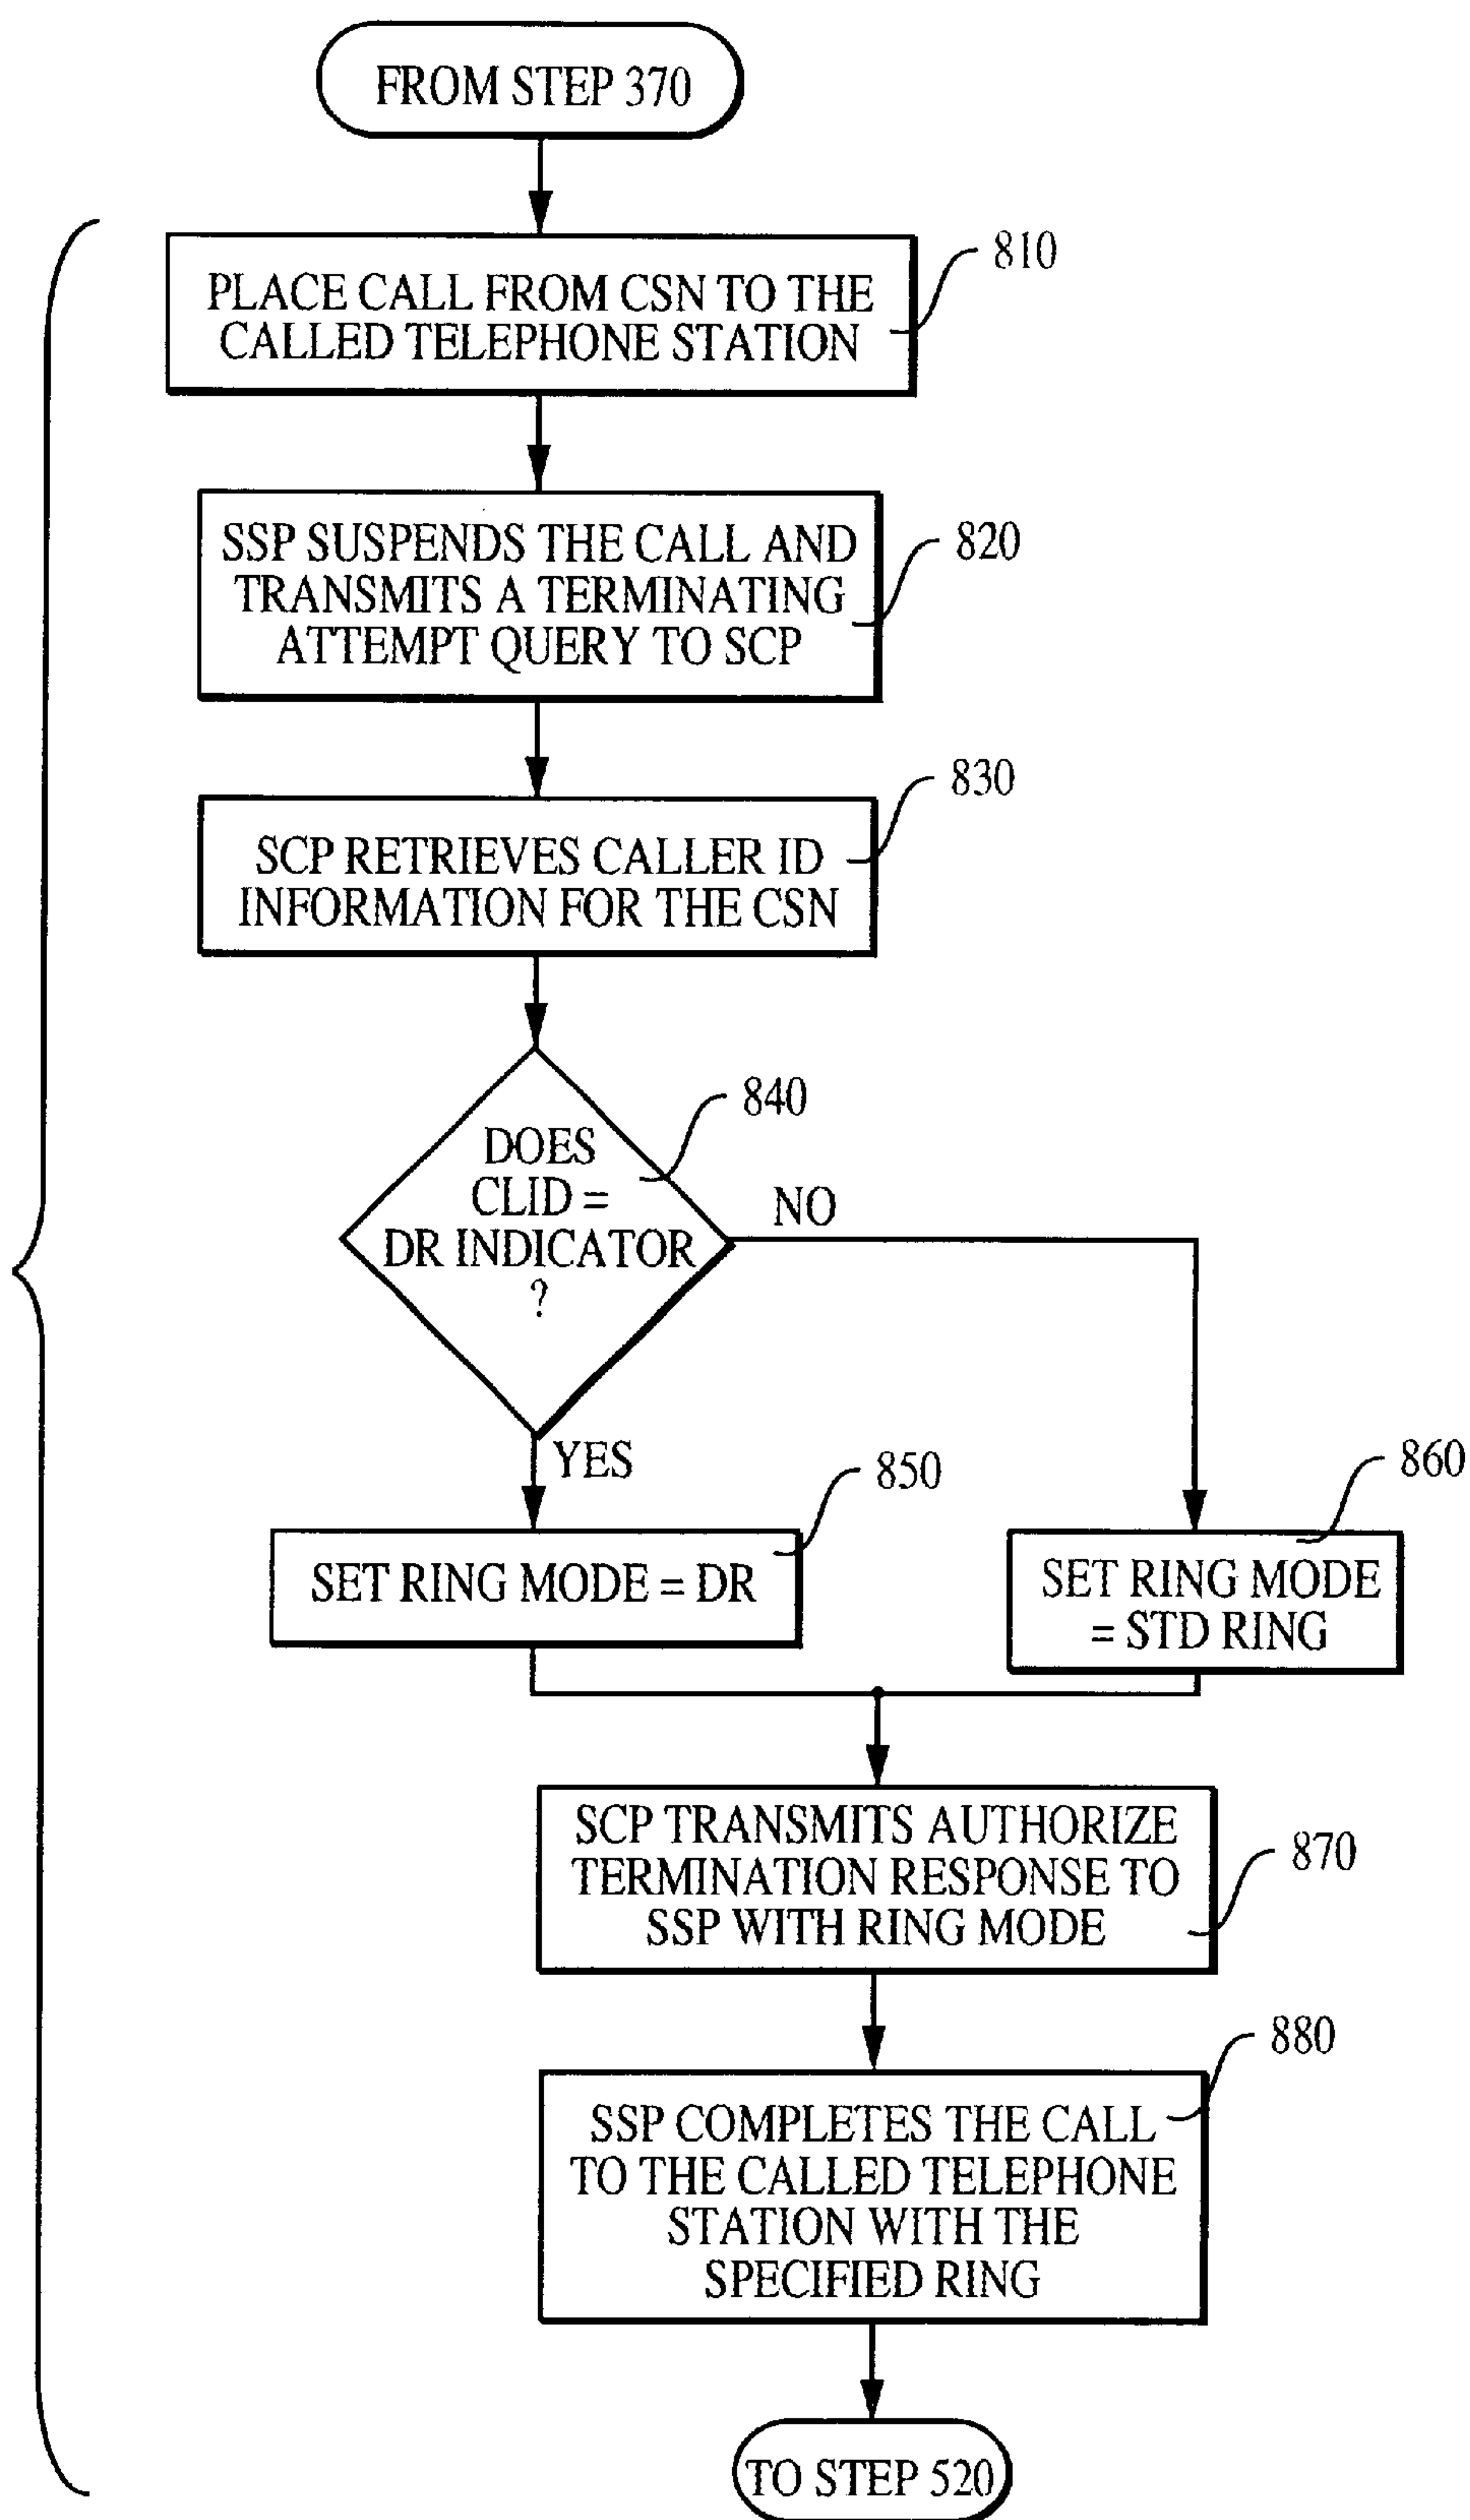 FROM STEP 370
810
PLACE CALL FROM CSN TO THE
CALLED TELEPHONE STATION
820
SSP SUSPENDS THE CALL AND
TRANSMITS A TERMINATING
ATTEMPT QUERY TO SCP
830
SCP RETRIEVES CALLER ID
INFORMATION FOR THE CSN
840
DOES
CLID =
DR INDICATOR
?
NO
YES
850
SET RING MODE = DR
860
SET RING MODE
= STD RING
870
SCP TRANSMITS AUTHORIZE
TERMINATION RESPONSE TO
SSP WITH RING MODE
880
SSP COMPLETES THE CALL
TO THE CALLED TELEPHONE
STATION WITH THE
SPECIFIED RING
TO STEP 520